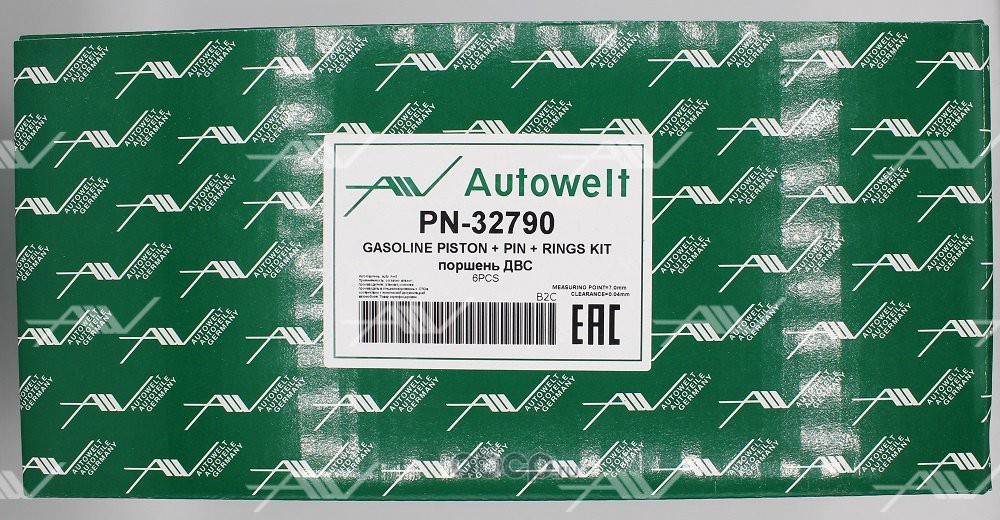 Autowelt
PN-32790
GASOLINE PISTON + PIN + RINGS KIT
поршень ДВС
6PCS
MEASURING POINT=7.0mm
B2C CLEARANCE=0.04mm
EAC
AUTOWELT
AUTOTEILE
GERMANY